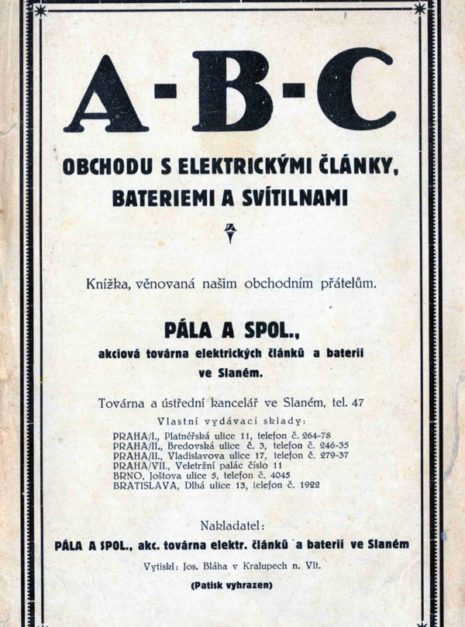 A-B-C
OBCHODU S ELEKTRICKÝMI ČLÁNKY,
BATERIEMI A SVÍTILNAMI
Knížka, věnovaná našim obchodním přátelům.
PÁLA A SPOL.,
akciová továrna elektrických článků a baterií
ve Slaném.
Továrna a ústřední kancelář ve Slaném, tel. 47
Vlastní vydávací sklady:
PRAHA/I., Platnéřská ulice 11, telefon č. 264-78
PRAHA/II., Bredovská ulice č. 3, telefon č. 246-35
PRAHA/II., Vladislavova ulice 17, telefon č. 279-37
PRAHA/VII., Veletržní palác číslo 11
BRNO, Joštova ulice 5, telefon č. 4045
BRATISLAVA, Dlhá ulice 13, telefon č. 1922
Nakladatel:
PÁLA A SPOL., akc. továrna elektr. článků a baterií ve Slaném
Vytiskl: Jos. Bláha v Kralupech n. Vlt.
(Patisk vyhrazen)